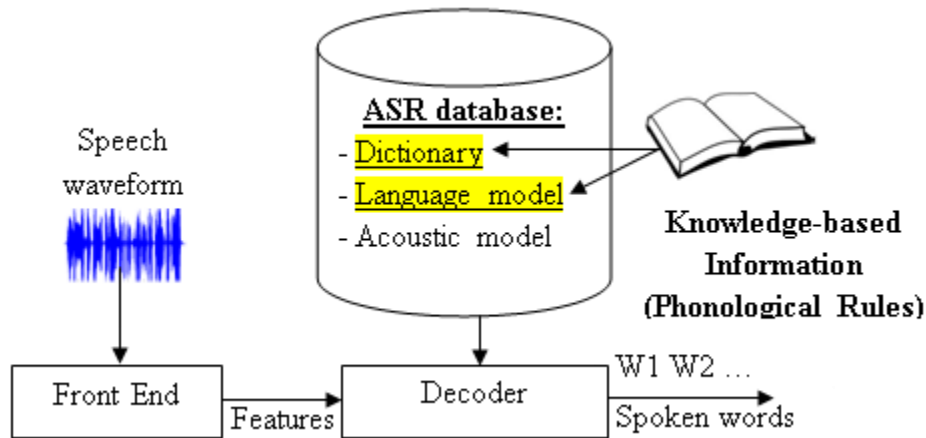 ASR database:
- Dictionary
- Language model
- Acoustic model
Speech
waveform
Knowledge-based
Information
(Phonological Rules)
Front End
Features
Decoder
W1 W2 ...
Spoken words